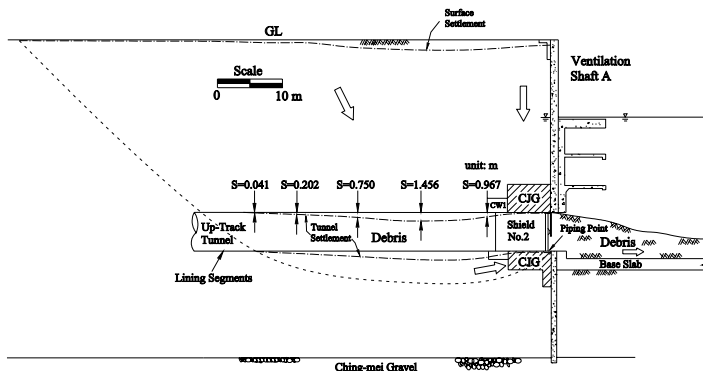 GL
Surface
Settlement
Scale
0 10 m
Ventilation
Shaft A
unit: m
S=0.041 S=0.202 S=0.750 S=1.456 S=0.967
CW1
CJG
Up-Track
Tunnel
Tunnel
Settlement
Debris
Shield
No.2
Piping Point
Debris
CJG
Base Slab
Lining Segments
Ching-mei Gravel